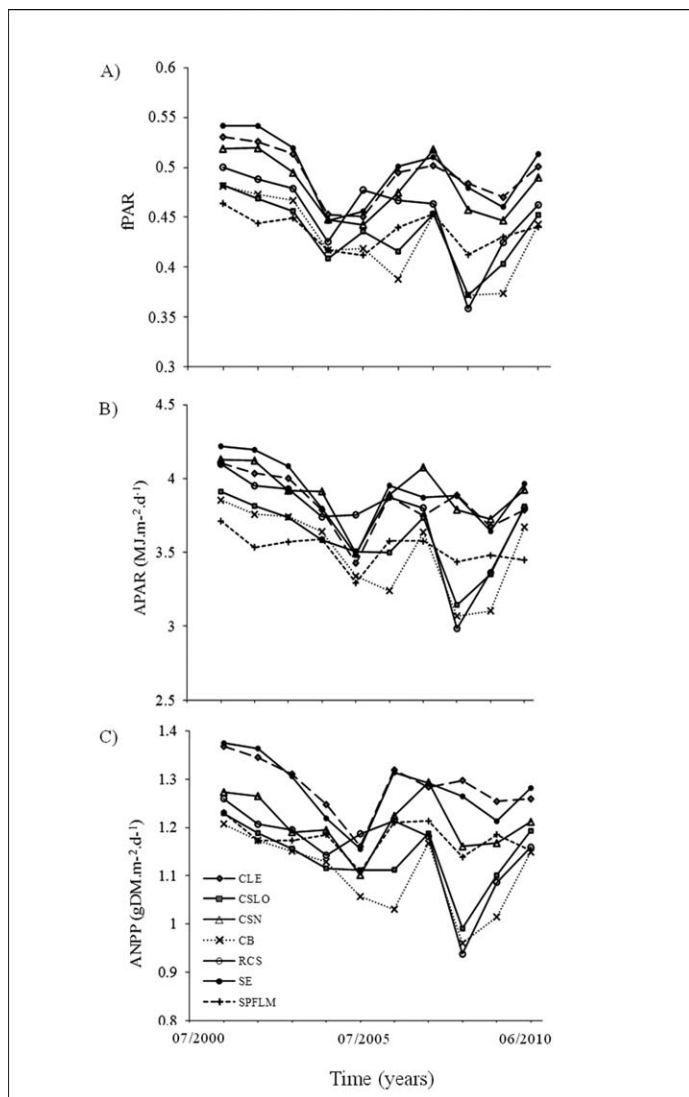 A)
0.6
0.55
0.5
0.45
0.4
0.35
0.3
fPAR
B)
4.5
4
3.5
3
2.5
APAR (MJ.m-2.d-1)
C)
1.4
1.3
1.2
1.1
1
0.9
0.8
ANPP (gDM.m-2.d-1)
CLE
CSLO
CSN
CB
RCS
SE
SPFLM
07/2000 07/2005 06/2010
Time (years)